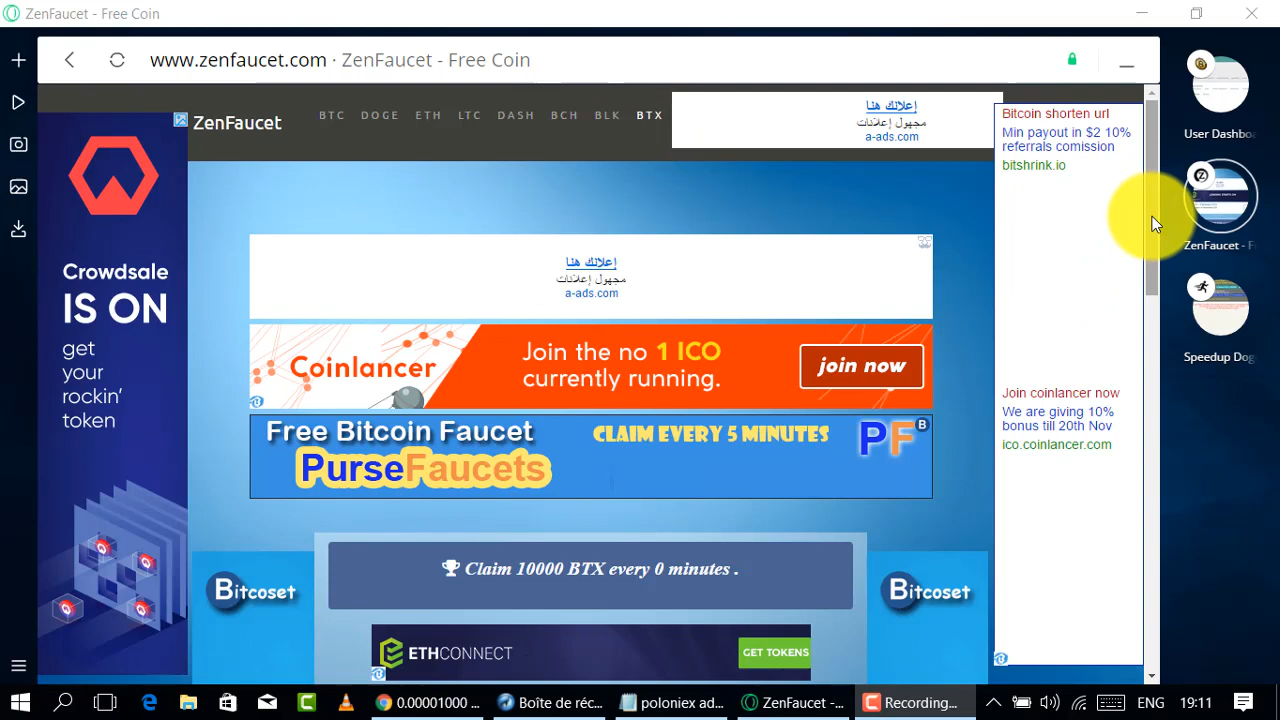 ZenFaucet - Free Coin
www.zenfaucet.com · ZenFaucet - Free Coin
ZenFaucet
BTC DOGE ETH LTC DASH BCH BLK BTX
إعلانك هنا
مجهول إعلانات
a-ads.com
Bitcoin shorten url
Min payout in $2 10%
referrals comission
bitshrink.io
User Dashboa
ZenFaucet - F
Speedup Dog
Crowdsale
IS ON
get
your
rockin'
token
إعلانك هنا
مجهول إعلانات
a-ads.com
Coinlancer
Join the no 1 ICO
currently running.
join now
Free Bitcoin Faucet
PurseFaucets
CLAIM EVERY 5 MINUTES
PF
B
Join coinlancer now
We are giving 10%
bonus till 20th Nov
ico.coinlancer.com
Claim 10000 BTX every 0 minutes .
Bitcoset
Bitcoset
ETHCONNECT
GET TOKENS
0.00001000 ...
Boîte de réc...
poloniex ad...
ZenFaucet -...
Recording...
ENG
19:11